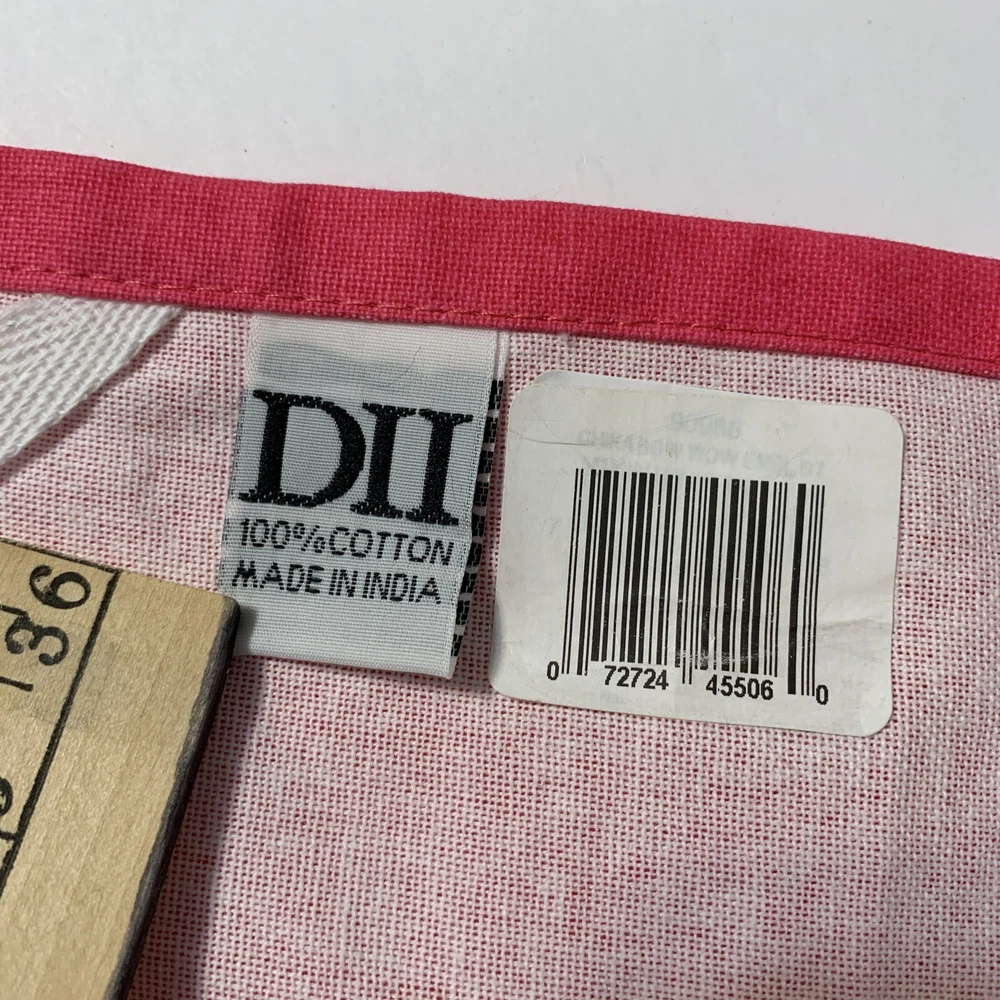 DII
100% COTTON
MADE IN INDIA
0 72724 45506 0
36